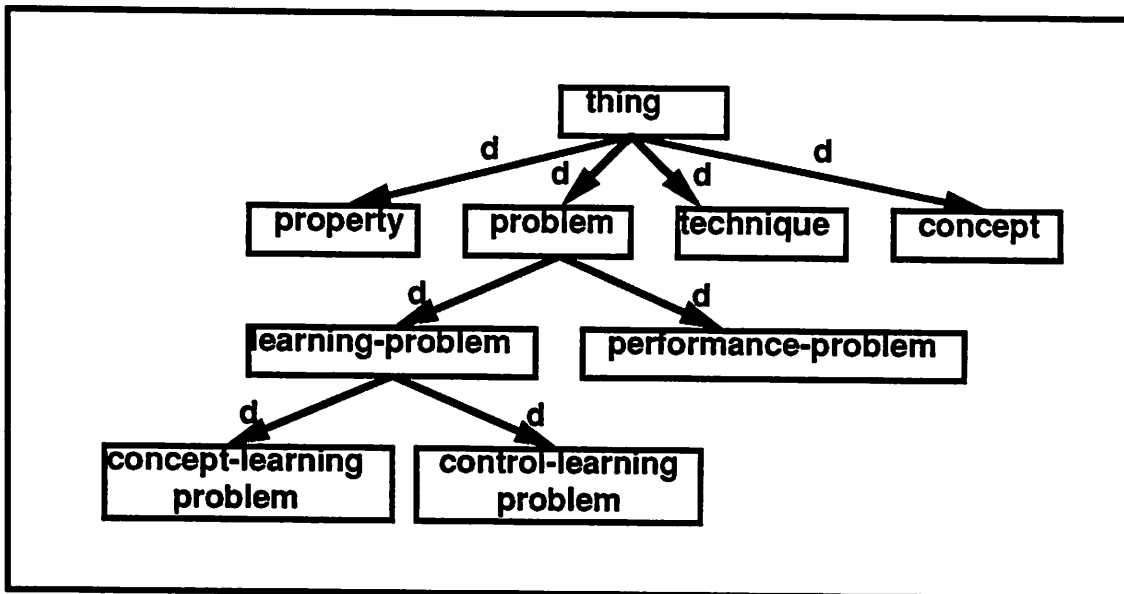 thing
d
d
d
d
property
problem
technique
concept
d
d
learning-problem
performance-problem
d
d
concept-learning
problem
control-learning
problem